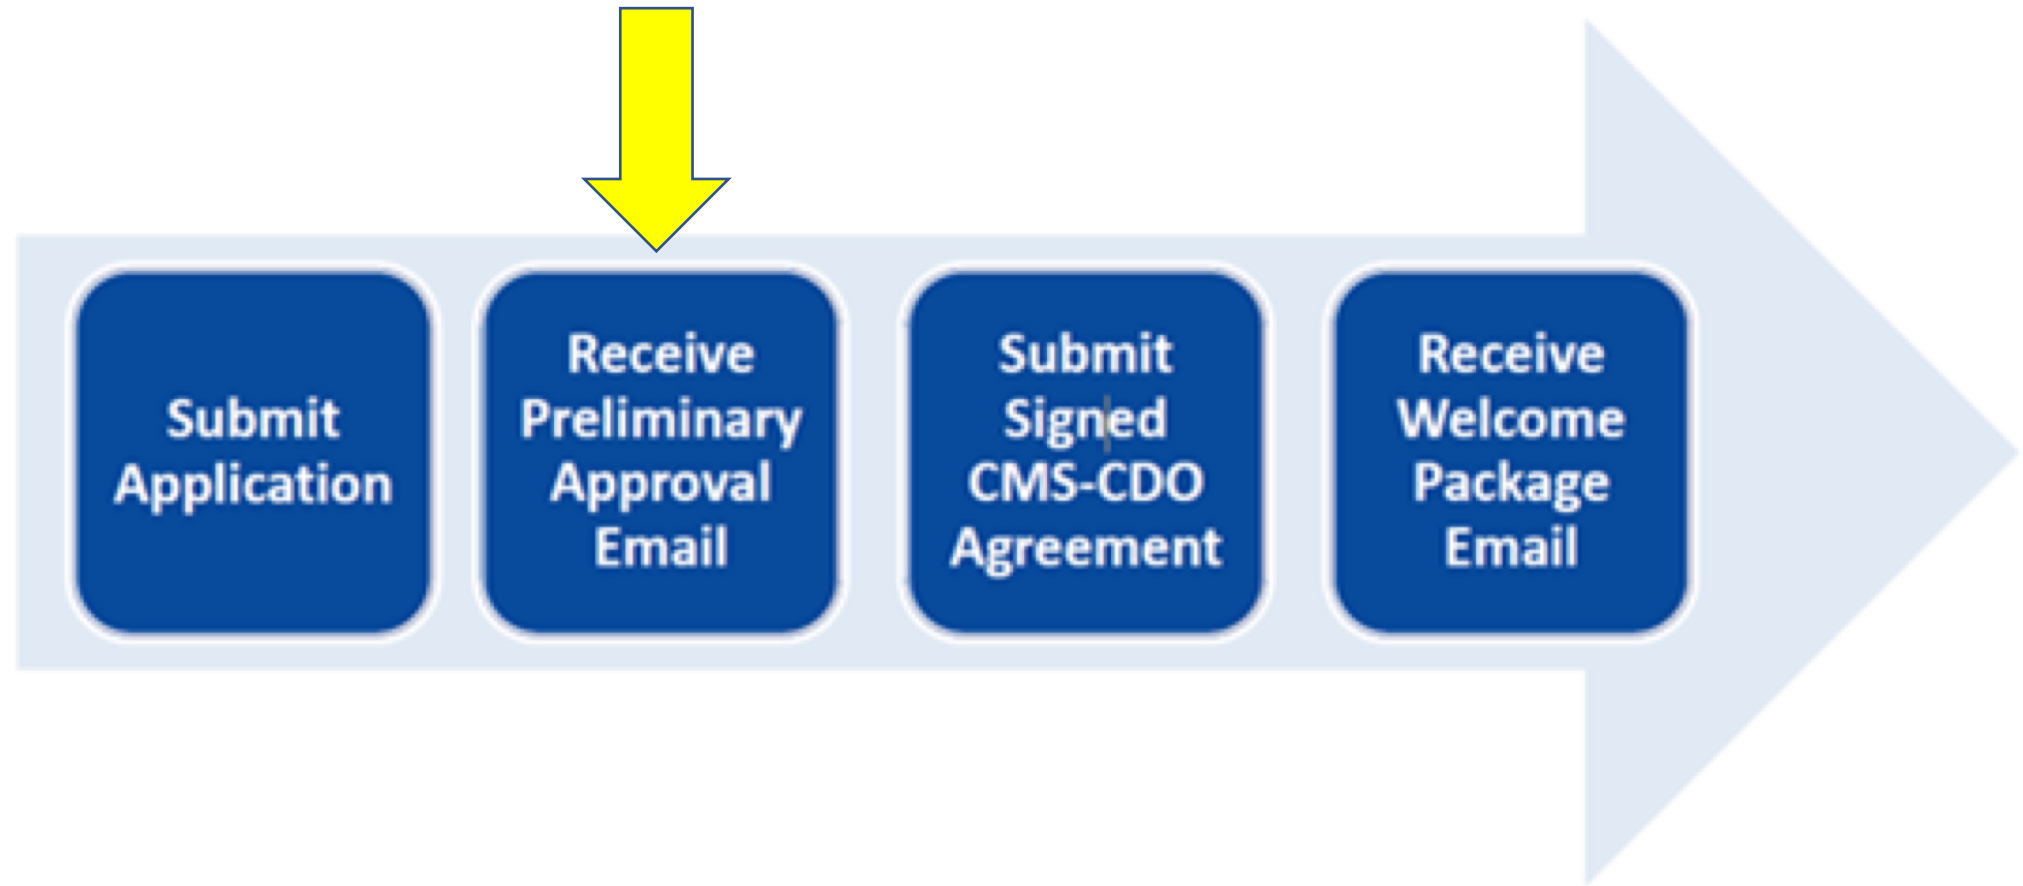 Submit
Application
Receive
Preliminary
Approval
Email
Submit
Signed
CMS-CDO
Agreement
Receive
Welcome
Package
Email